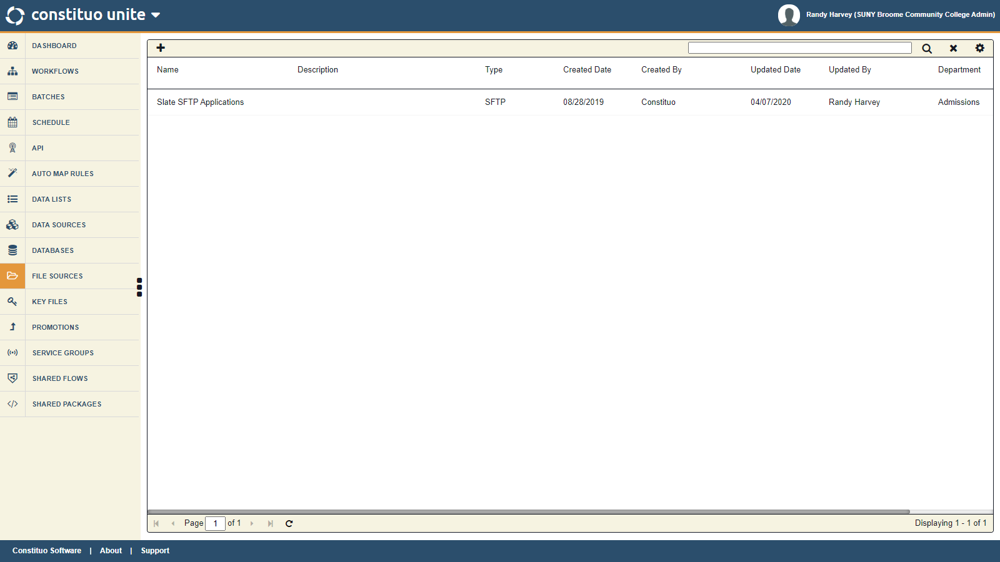 constituo unite
Randy Harvey (SUNY Broome Community College Admin)
DASHBOARD
WORKFLOWS
BATCHES
SCHEDULE
API
AUTO MAP RULES
DATA LISTS
DATA SOURCES
DATABASES
FILE SOURCES
KEY FILES
PROMOTIONS
SERVICE GROUPS
SHARED FLOWS
SHARED PACKAGES
Name Description Type Created Date Created By Updated Date Updated By Department
Slate SFTP Applications SFTP 08/28/2019 Constituo 04/07/2020 Randy Harvey Admissions
Page 1 of 1
Displaying 1 - 1 of 1
Constituo Software | About | Support